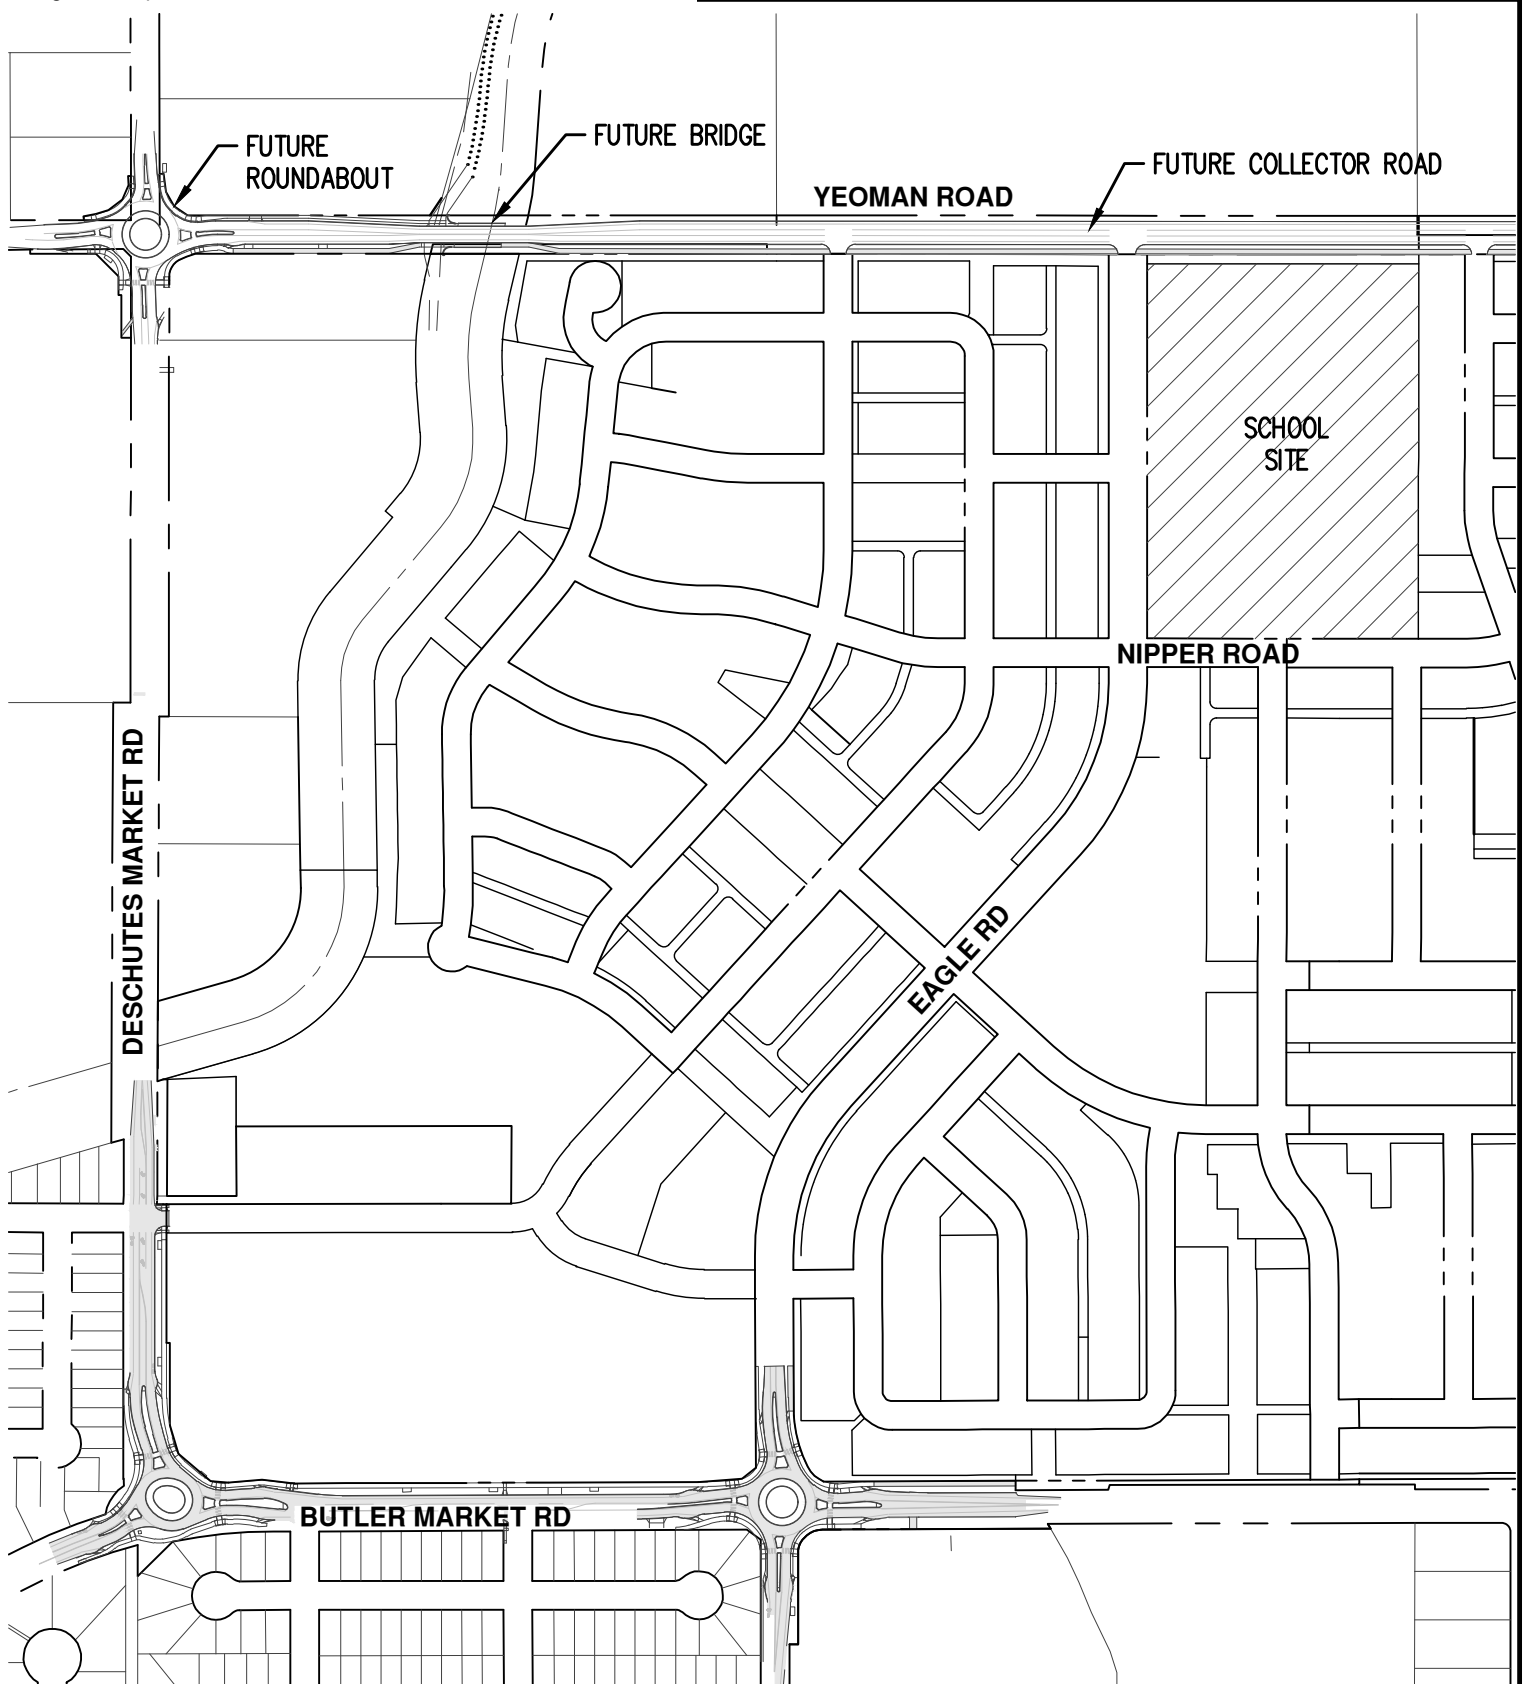 FUTURE
ROUNDABOUT
FUTURE BRIDGE
FUTURE COLLECTOR ROAD
YEOMAN ROAD
SCHOOL
SITE
NIPPER ROAD
DESCHUTES MARKET RD
EAGLE RD
BUTLER MARKET RD